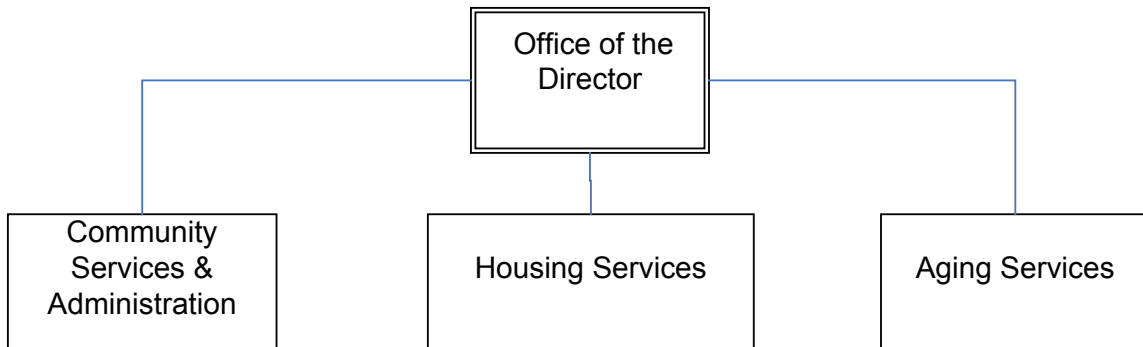 Office of the
Director
Community
Services &
Administration
Housing Services
Aging Services